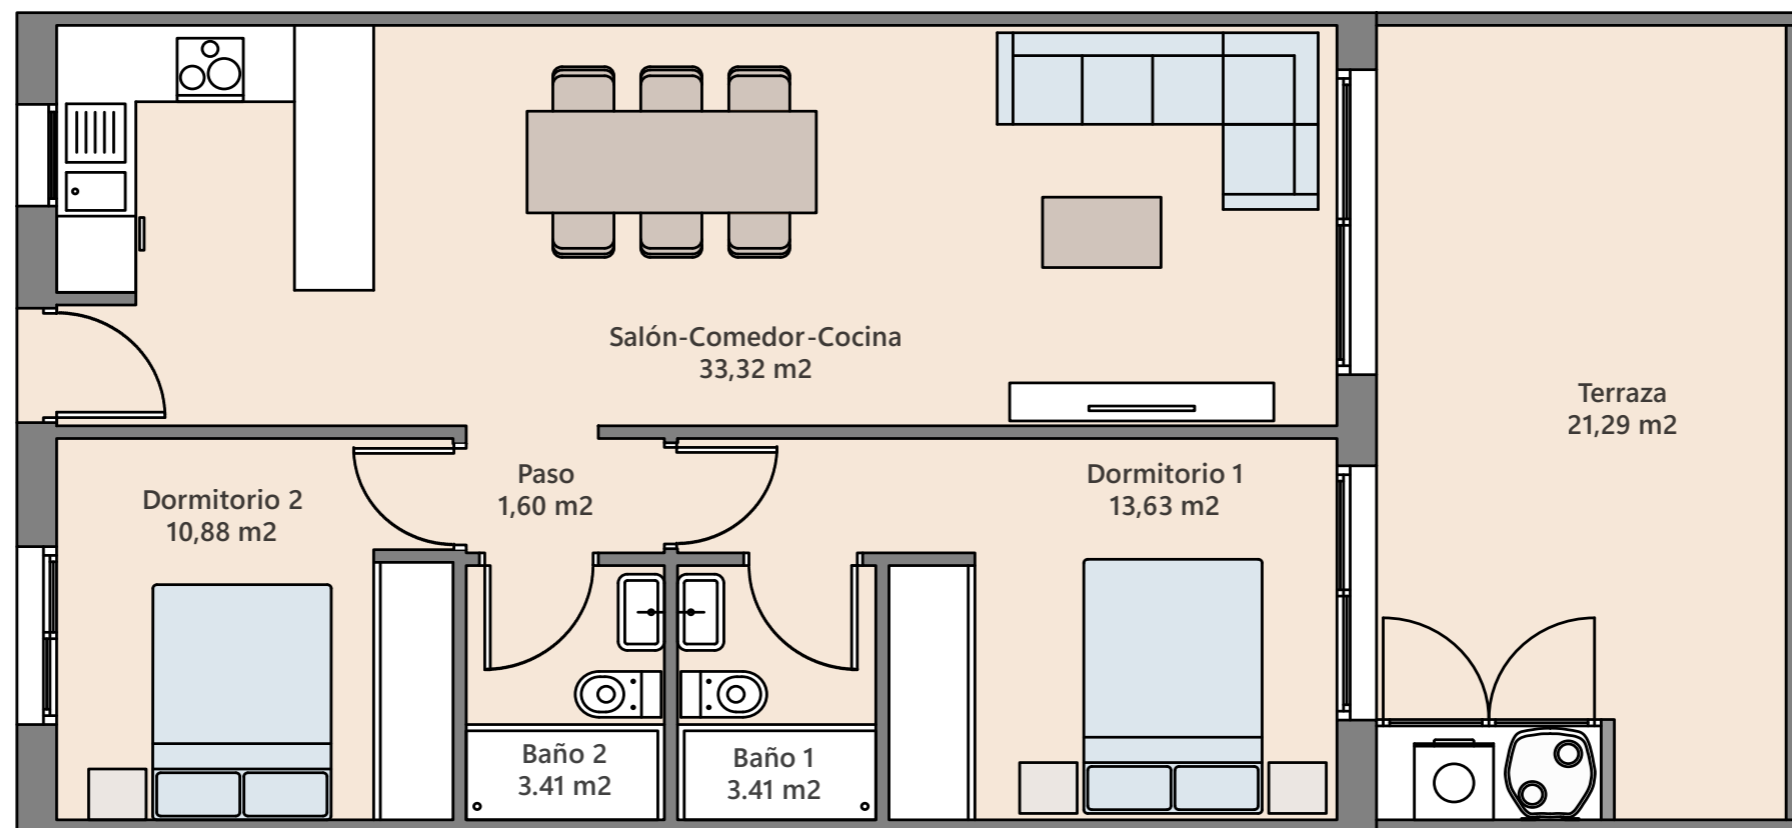 Salón-Comedor-Cocina
33,32 m2
Terraza
21,29 m2
Dormitorio 2
10,88 m2
Paso
1,60 m2
Dormitorio 1
13,63 m2
Baño 2
3.41 m2
Baño 1
3.41 m2